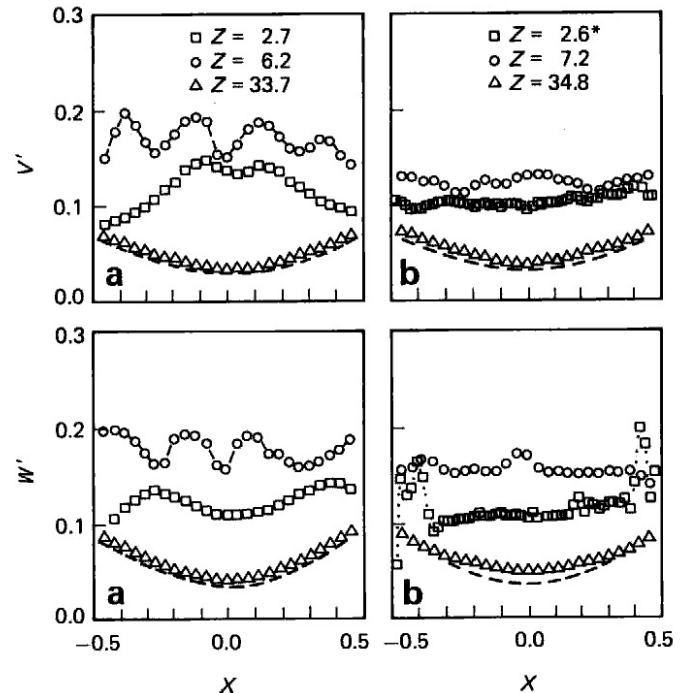 □ Z = 2.7
○ Z = 6.2
△ Z = 33.7
□ Z = 2.6*
○ Z = 7.2
△ Z = 34.8
0.3
0.2
0.1
0.0
V'
a
b
0.3
0.2
0.1
0.0
W'
a
b
−0.5 0.0 −0.5 0.0 0.5
X X